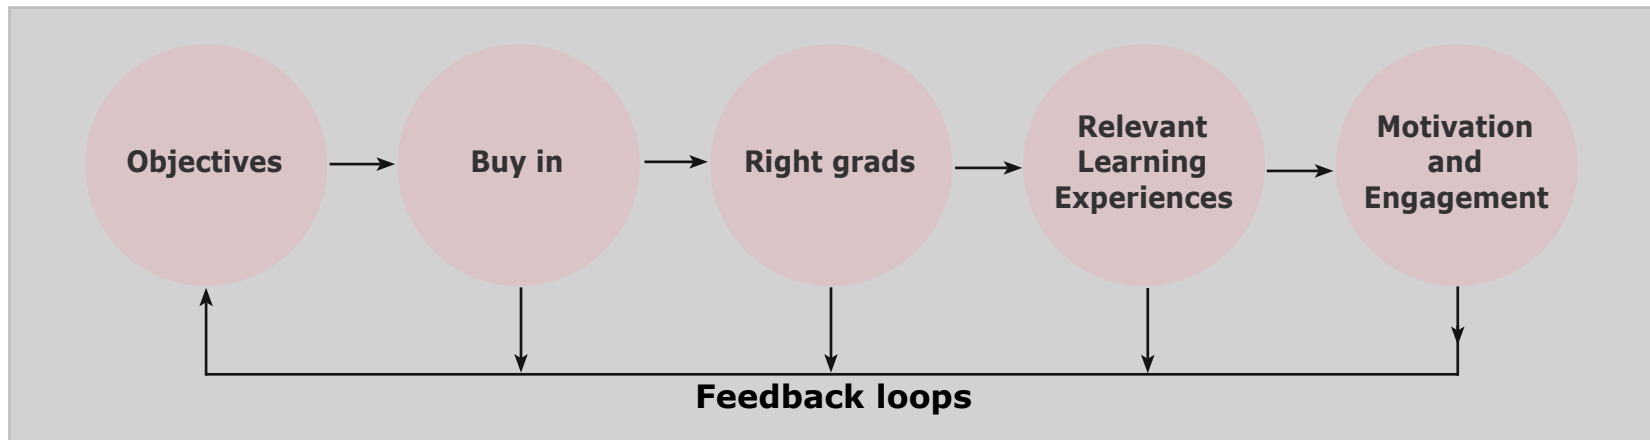 Objectives
Buy in
Right grads
Relevant
Learning
Experiences
Motivation
and
Engagement
Feedback loops